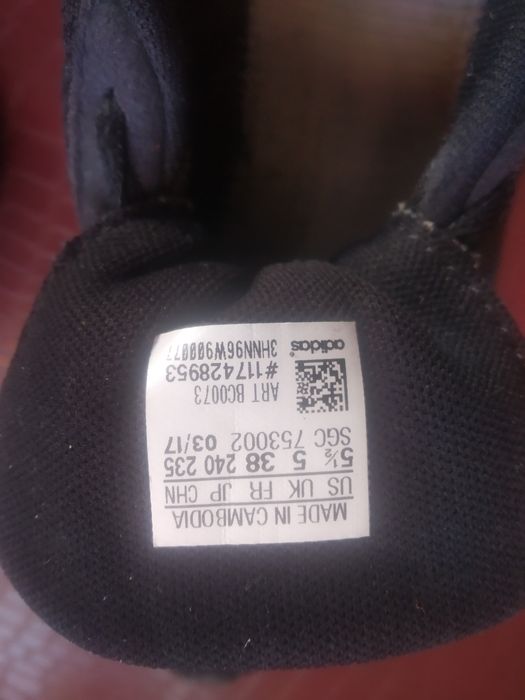 MADE IN CAMBODIA
US UK FR JP CHN
5½ 5 38 240 235
SGC 753002 03/17
ART BC0073
#117428953
3HNN96W900077
adidas